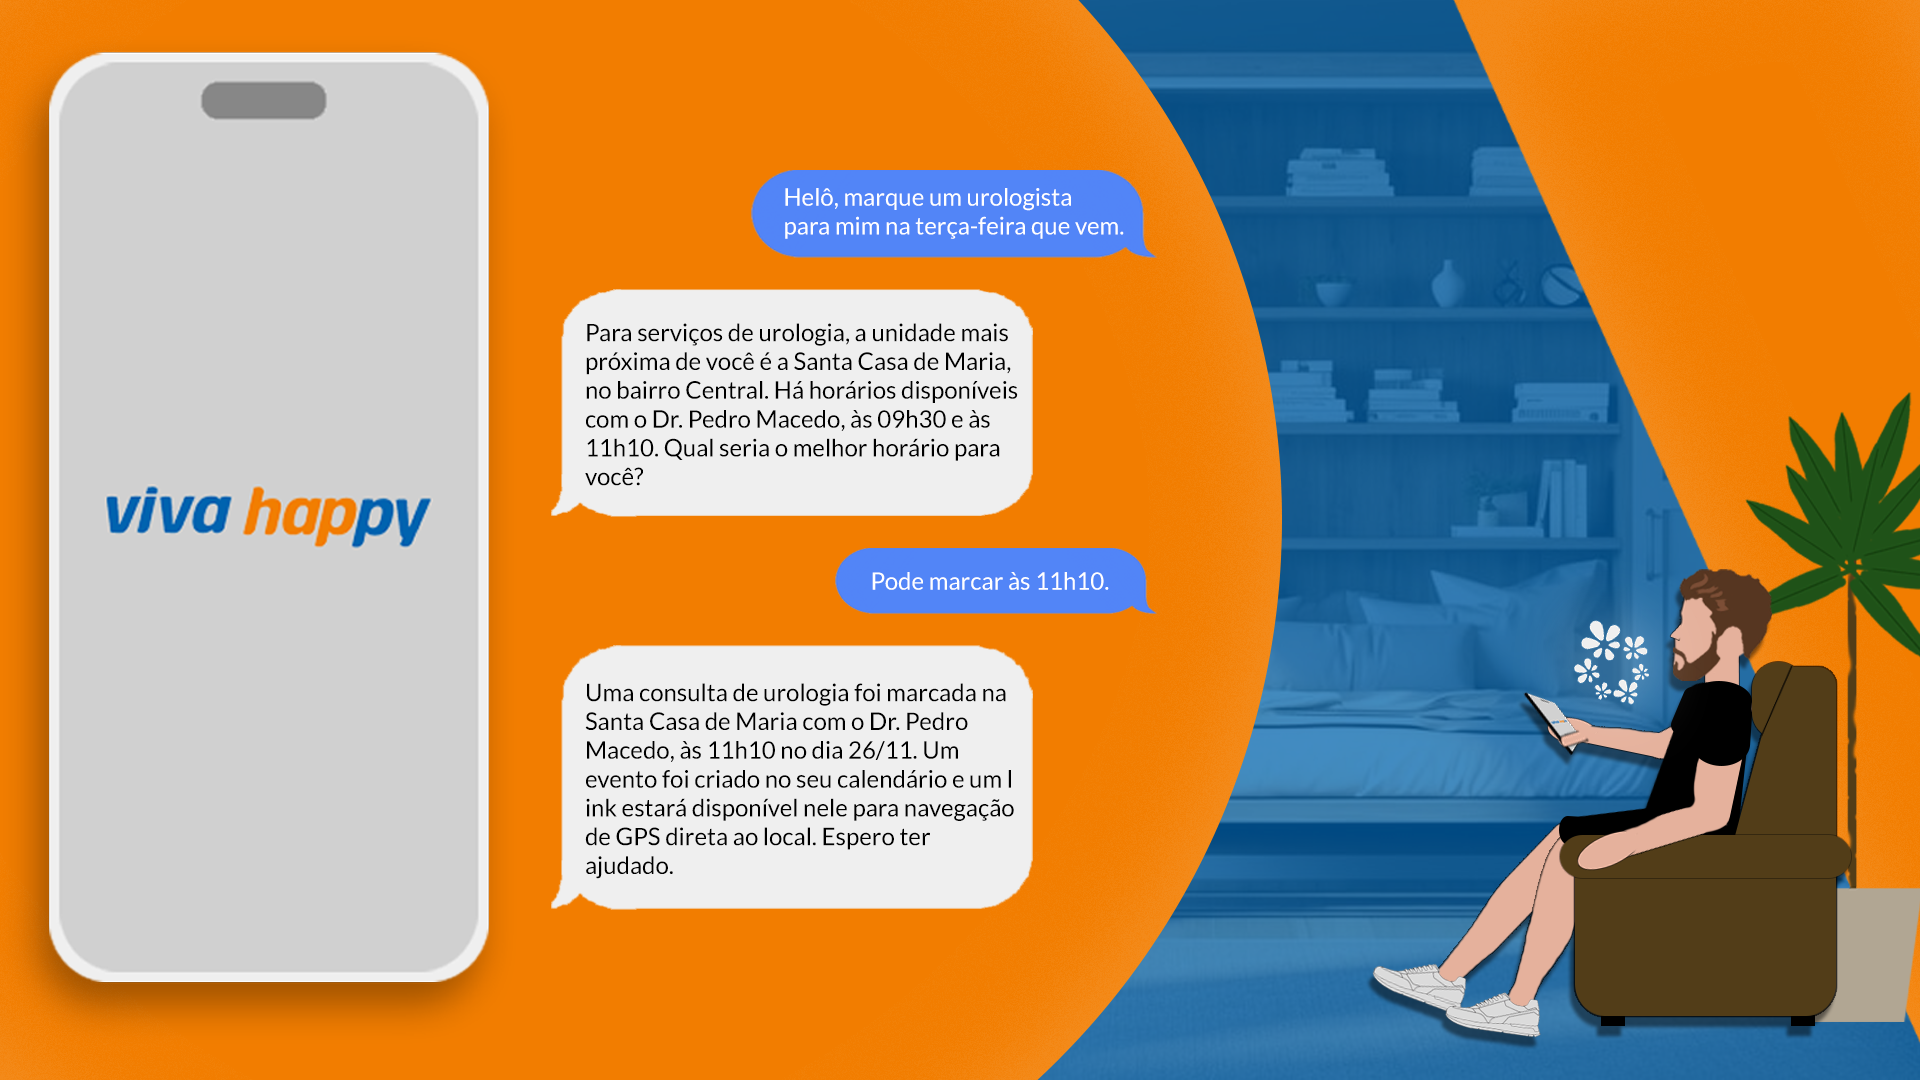 viva happy
Helô, marque um urologista
para mim na terça-feira que vem.
Para serviços de urologia, a unidade mais
próxima de você é a Santa Casa de Maria,
no bairro Central. Há horários disponíveis
com o Dr. Pedro Macedo, às 09h30 e às
11h10. Qual seria o melhor horário para
você?
Pode marcar às 11h10.
Uma consulta de urologia foi marcada na
Santa Casa de Maria com o Dr. Pedro
Macedo, às 11h10 no dia 26/11. Um
evento foi criado no seu calendário e um l
ink estará disponível nele para navegação
de GPS direta ao local. Espero ter
ajudado.